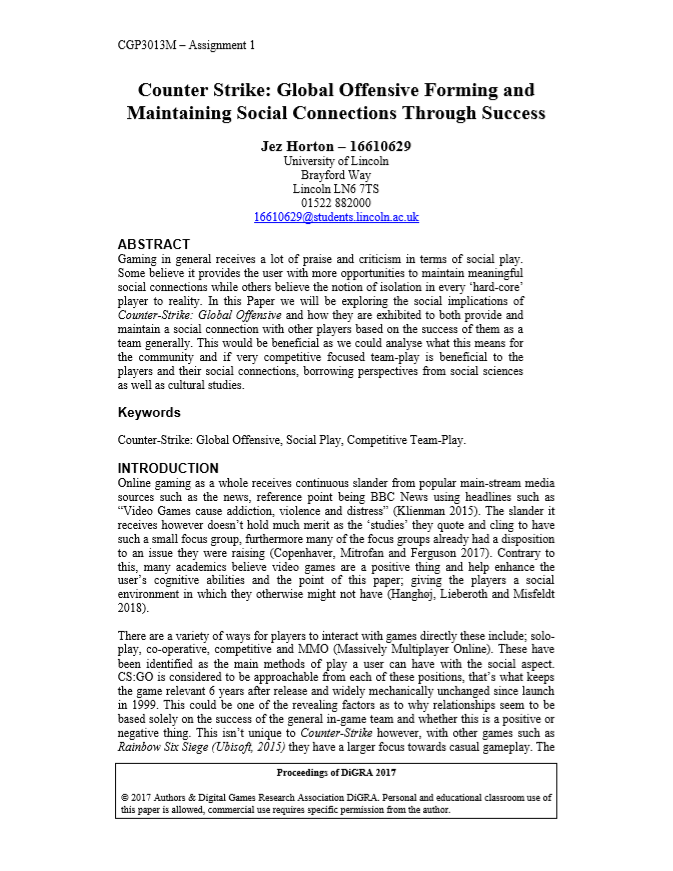 CGP3013M – Assignment 1
Counter Strike: Global Offensive Forming and
Maintaining Social Connections Through Success
Jez Horton – 16610629
University of Lincoln
Brayford Way
Lincoln LN6 7TS
01522 882000
16610629@students.lincoln.ac.uk
ABSTRACT
Gaming in general receives a lot of praise and criticism in terms of social play.
Some believe it provides the user with more opportunities to maintain meaningful
social connections while others believe the notion of isolation in every ‘hard-core’
player to reality. In this Paper we will be exploring the social implications of
Counter-Strike: Global Offensive and how they are exhibited to both provide and
maintain a social connection with other players based on the success of them as a
team generally. This would be beneficial as we could analyse what this means for
the community and if very competitive focused team-play is beneficial to the
players and their social connections, borrowing perspectives from social sciences
as well as cultural studies.
Keywords
Counter-Strike: Global Offensive, Social Play, Competitive Team-Play.
INTRODUCTION
Online gaming as a whole receives continuous slander from popular main-stream media
sources such as the news, reference point being BBC News using headlines such as
“Video Games cause addiction, violence and distress” (Klienman 2015). The slander it
receives however doesn’t hold much merit as the ‘studies’ they quote and cling to have
such a small focus group, furthermore many of the focus groups already had a disposition
to an issue they were raising (Copenhaver, Mitrofan and Ferguson 2017). Contrary to
this, many academics believe video games are a positive thing and help enhance the
user’s cognitive abilities and the point of this paper; giving the players a social
environment in which they otherwise might not have (Hanghøj, Lieberoth and Misfeldt
2018).
There are a variety of ways for players to interact with games directly these include; solo-
play, co-operative, competitive and MMO (Massively Multiplayer Online). These have
been identified as the main methods of play a user can have with the social aspect.
CS:GO is considered to be approachable from each of these positions, that’s what keeps
the game relevant 6 years after release and widely mechanically unchanged since launch
in 1999. This could be one of the revealing factors as to why relationships seem to be
based solely on the success of the general in-game team and whether this is a positive or
negative thing. This isn’t unique to Counter-Strike however, with other games such as
Rainbow Six Siege (Ubisoft, 2015) they have a larger focus towards casual gameplay. The
Proceedings of DiGRA 2017
© 2017 Authors & Digital Games Research Association DiGRA. Personal and educational classroom use of
this paper is allowed, commercial use requires specific permission from the author.